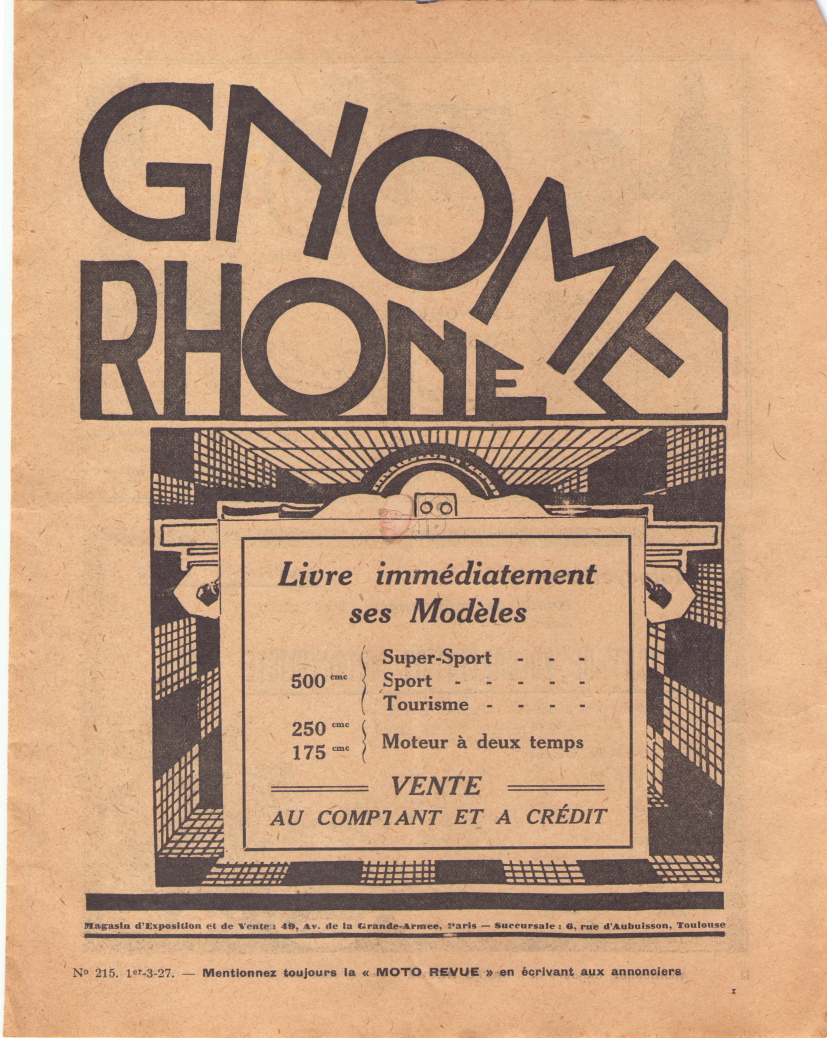 GNOME
RHONE
Livre immédiatement
ses Modèles
500 cmc { Super-Sport - - -
Sport - - - - -
Tourisme - - - -
250 cmc
175 cmc } Moteur à deux temps
VENTE
AU COMPTANT ET A CRÉDIT
Magasin d'Exposition et de Vente : 49, Av. de la Grande-Armee, Paris — Succursale : 6, rue d'Aubuisson, Toulouse
Nº 215. 1er-3-27. — Mentionnez toujours la « MOTO REVUE » en écrivant aux annonciers
1